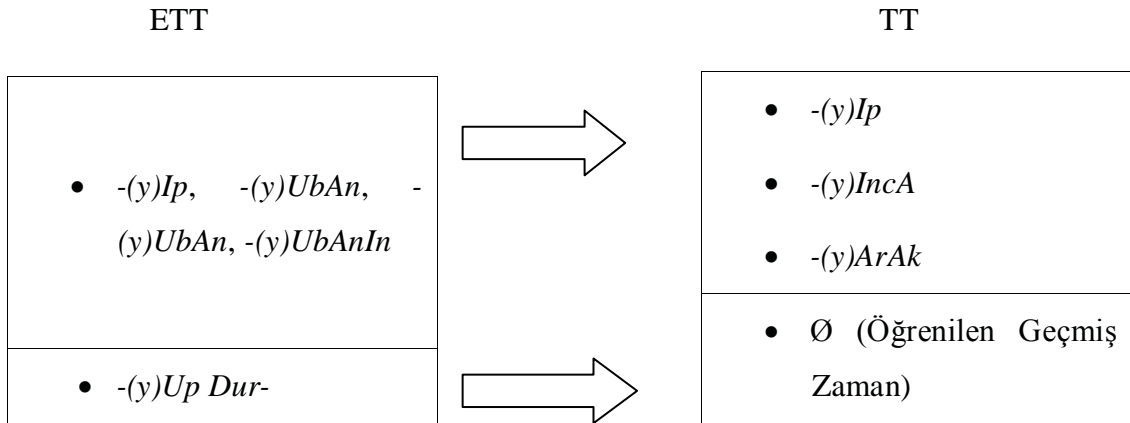 ETT
TT
• -(y)Ip, -(y)UbAn, -
(y)UbAn, -(y)UbAnIn
• -(y)Up Dur-
• -(y)Ip
• -(y)IncA
• -(y)ArAk
• Ø (Öğrenilen Geçmiş
Zaman)